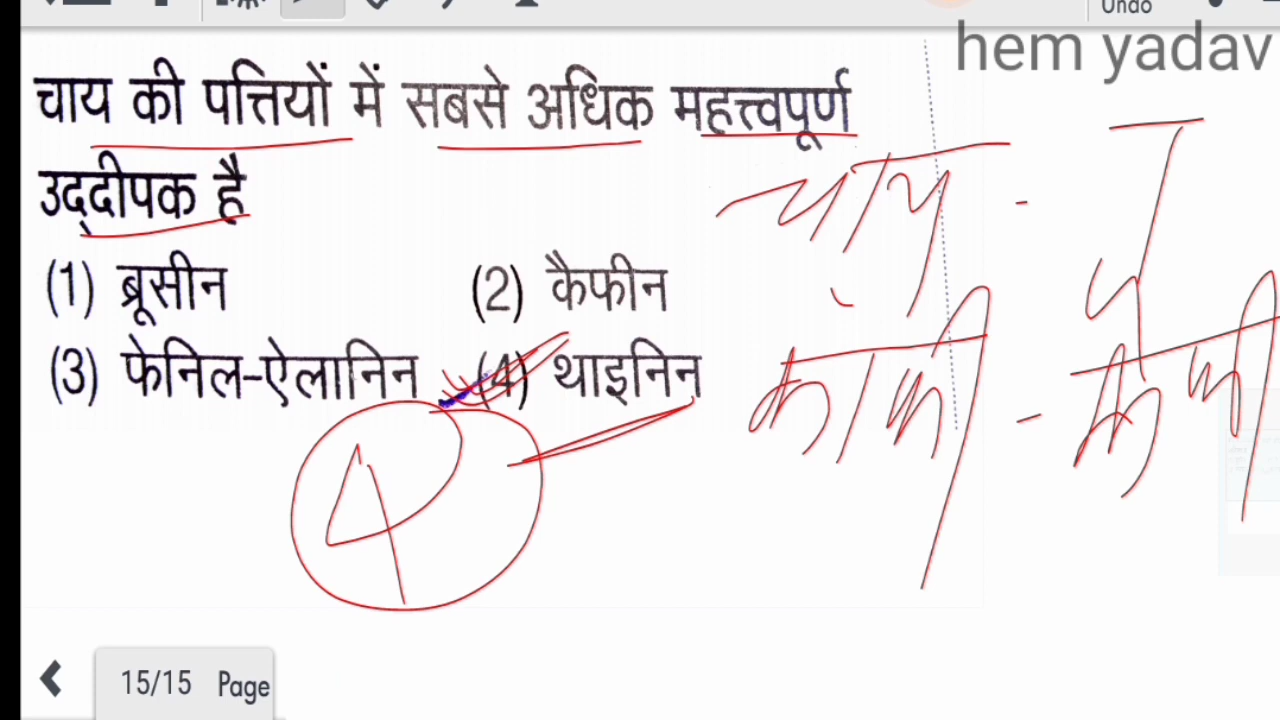 Undo
hem yadav
चाय की पत्तियों में सबसे अधिक महत्त्वपूर्ण
उद्दीपक है
(1) ब्रूसीन (2) कैफीन
(3) फेनिल-ऐलानिन (4) थाइनिन
चाय -
कॉफी - कैफी
4
15/15 Page